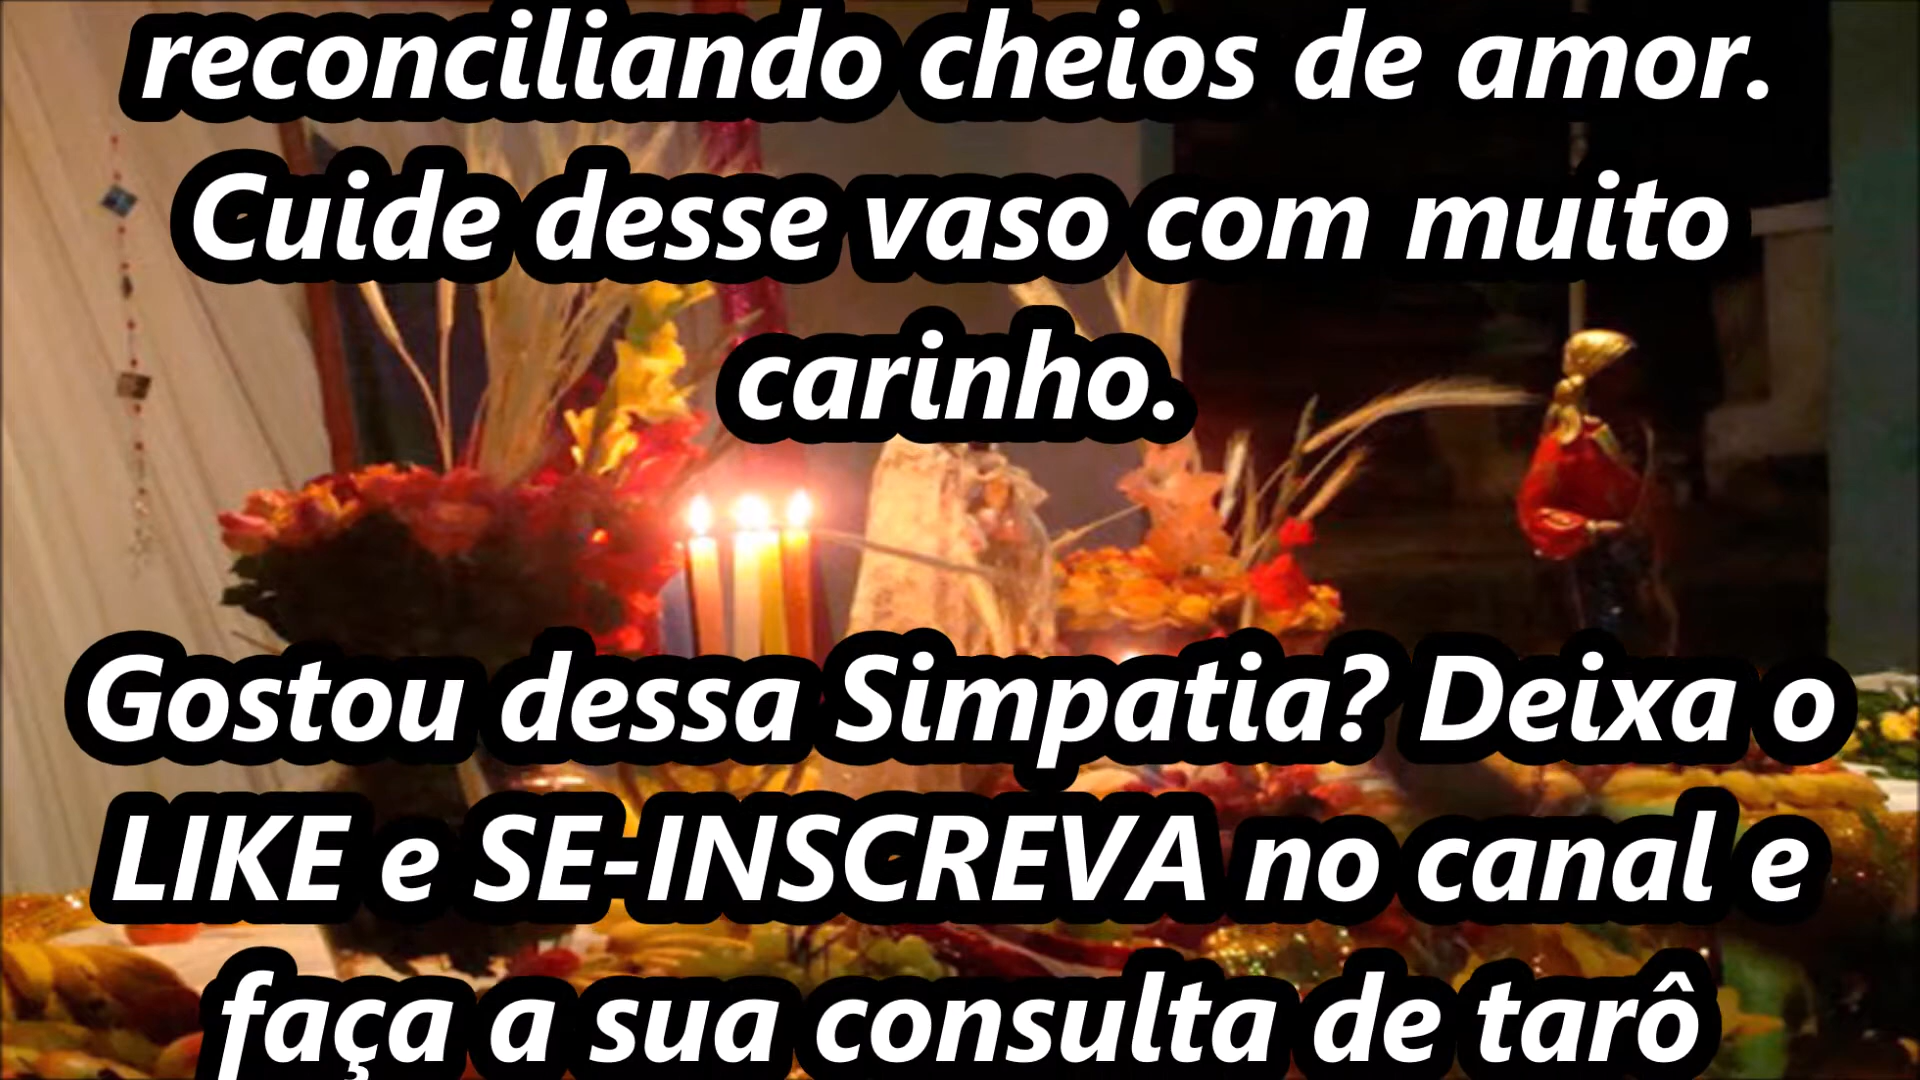 reconciliando cheios de amor.
Cuide desse vaso com muito
carinho.
Gostou dessa Simpatia? Deixa o
LIKE e SE-INSCREVA no canal e
faça a sua consulta de tarô